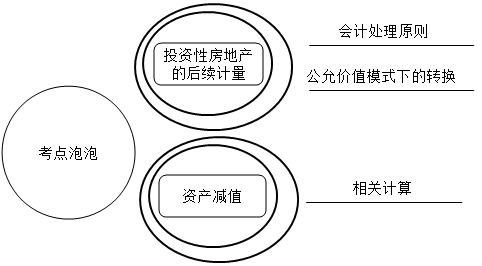 会计处理原则
投资性房地产
的后续计量
公允价值模式下的转换
考点泡泡
资产减值
相关计算